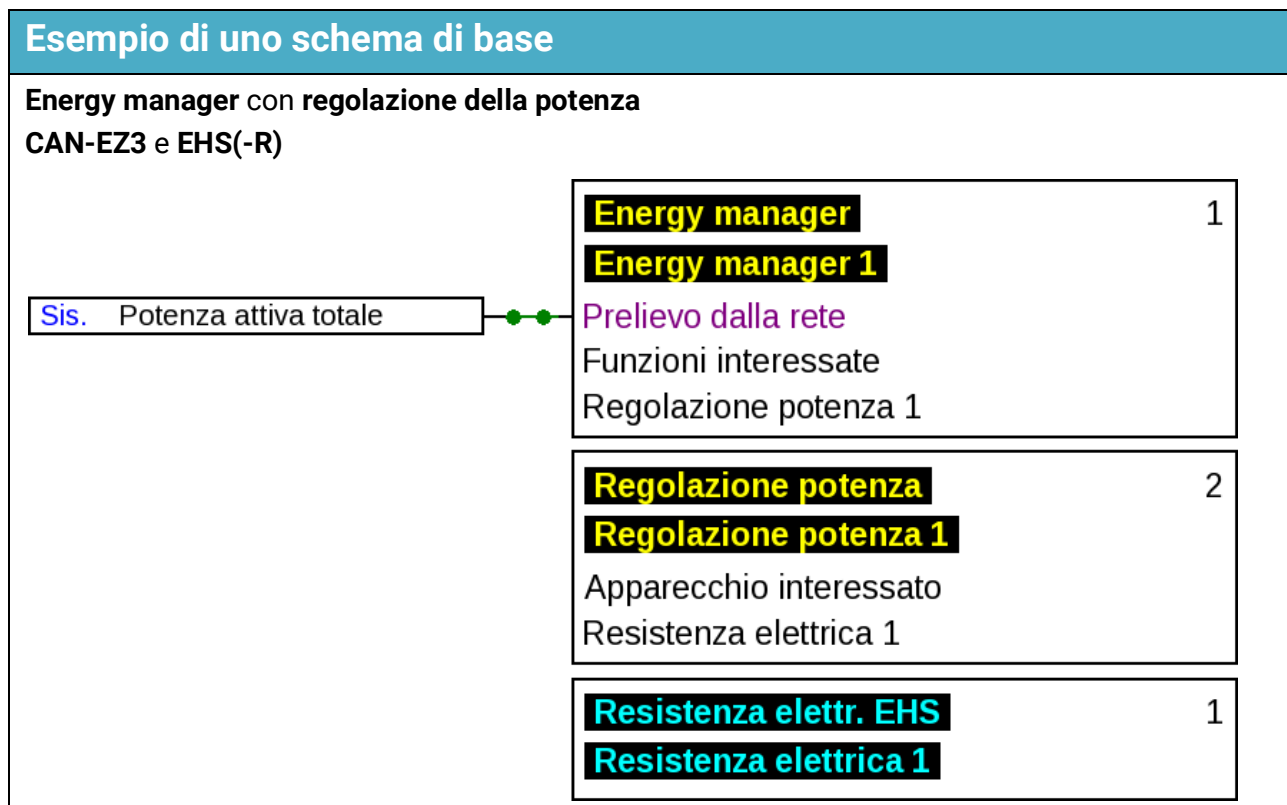 Esempio di uno schema di base
Energy manager con regolazione della potenza
CAN-EZ3 e EHS(-R)
Energy manager 1
Energy manager 1
Sis. Potenza attiva totale
Prelievo dalla rete
Funzioni interessate
Regolazione potenza 1
Regolazione potenza 2
Regolazione potenza 1
Apparecchio interessato
Resistenza elettrica 1
Resistenza elettr. EHS 1
Resistenza elettrica 1